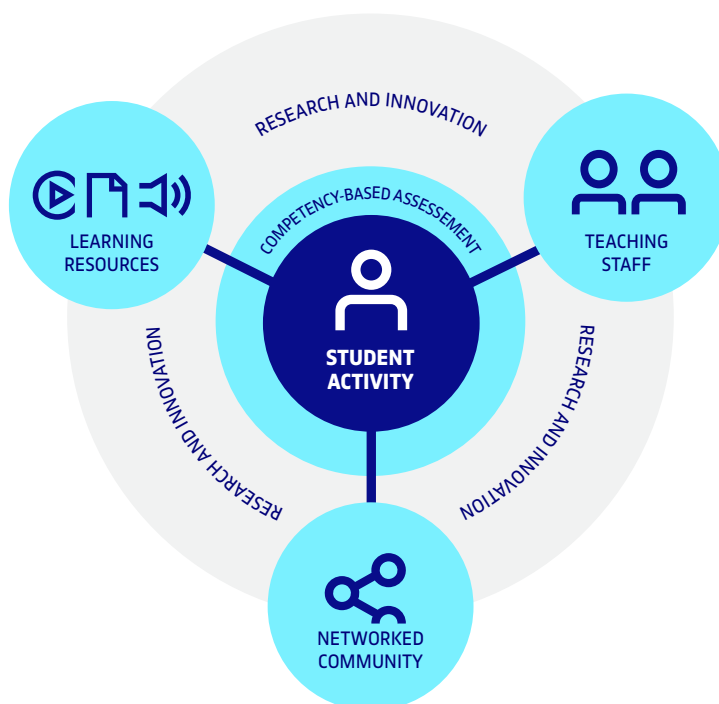 RESEARCH AND INNOVATION
LEARNING
RESOURCES
TEACHING
STAFF
COMPETENCY-BASED ASSESSEMENT
STUDENT
ACTIVITY
RESEARCH AND INNOVATION
RESEARCH AND INNOVATION
NETWORKED
COMMUNITY